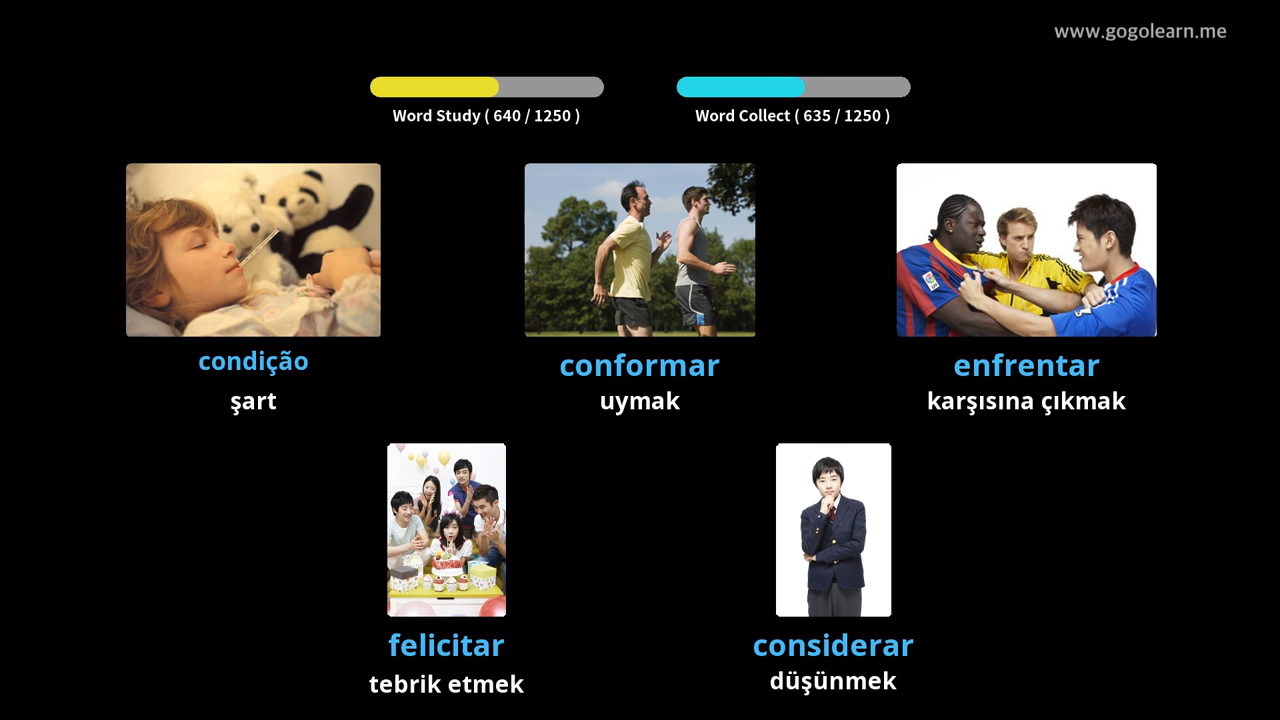 www.gogolearn.me
Word Study ( 640 / 1250 )
Word Collect ( 635 / 1250 )
condição
şart
conformar
uymak
enfrentar
karşısına çıkmak
felicitar
tebrik etmek
considerar
düşünmek